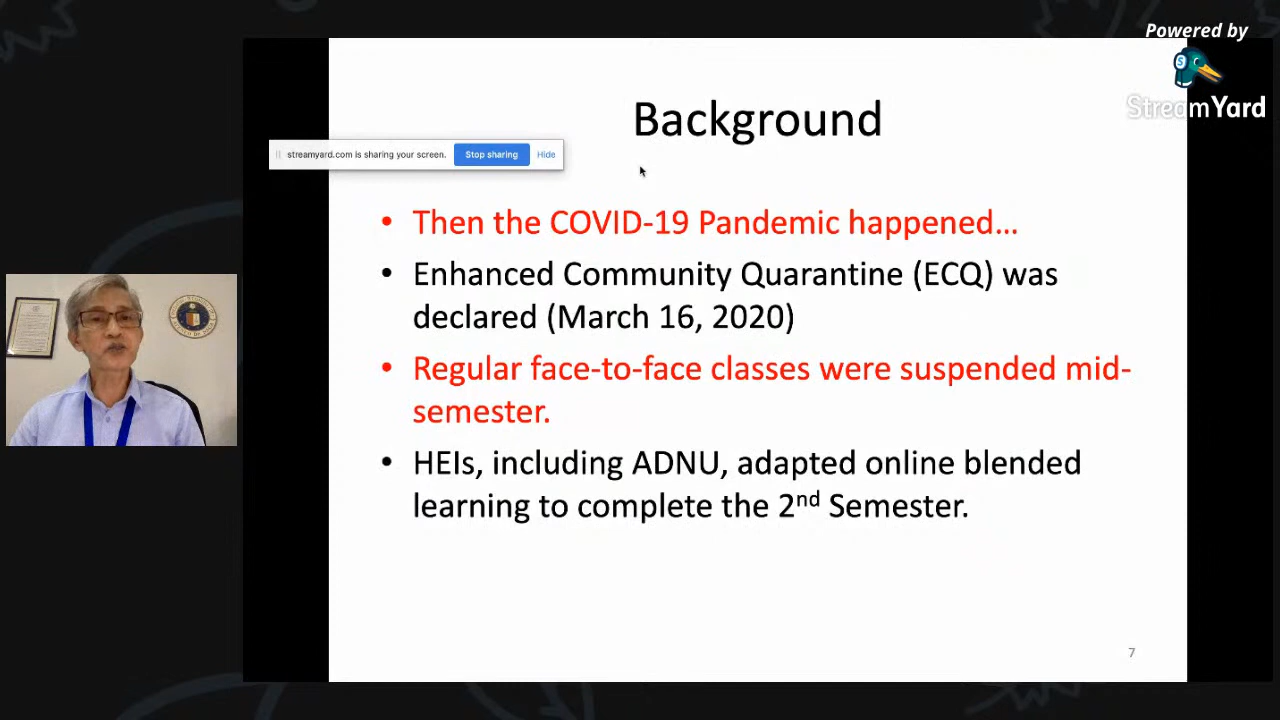 Powered by
StreamYard
Background
streamyard.com is sharing your screen. Stop sharing Hide
• Then the COVID-19 Pandemic happened...
• Enhanced Community Quarantine (ECQ) was
declared (March 16, 2020)
• Regular face-to-face classes were suspended mid-
semester.
• HEIs, including ADNU, adapted online blended
learning to complete the 2nd Semester.
7